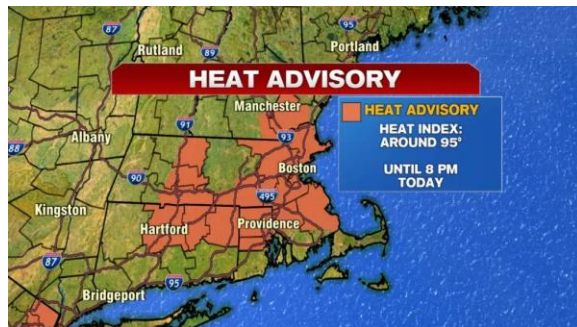 87
95
Rutland
89
Portland
HEAT ADVISORY
Manchester
HEAT ADVISORY
HEAT INDEX:
AROUND 95°
UNTIL 8 PM
TODAY
91
93
Albany
88
90
Boston
495
Kingston
Hartford
Providence
87
95
Bridgeport